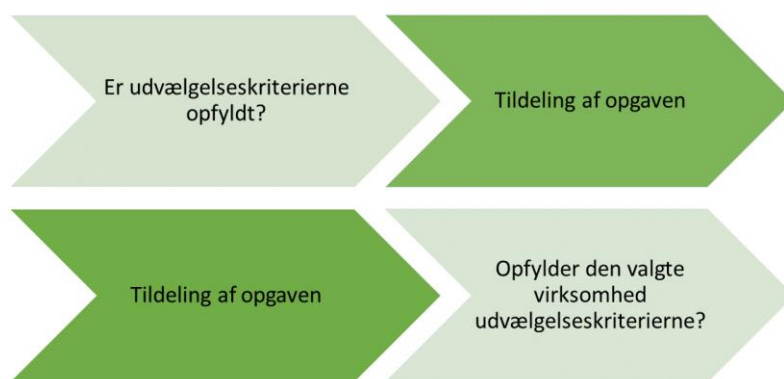 Er udvælgelseskriterierne
opfyldt?
Tildeling af opgaven
Tildeling af opgaven
Opfylder den valgte
virksomhed
udvælgelseskriterierne?